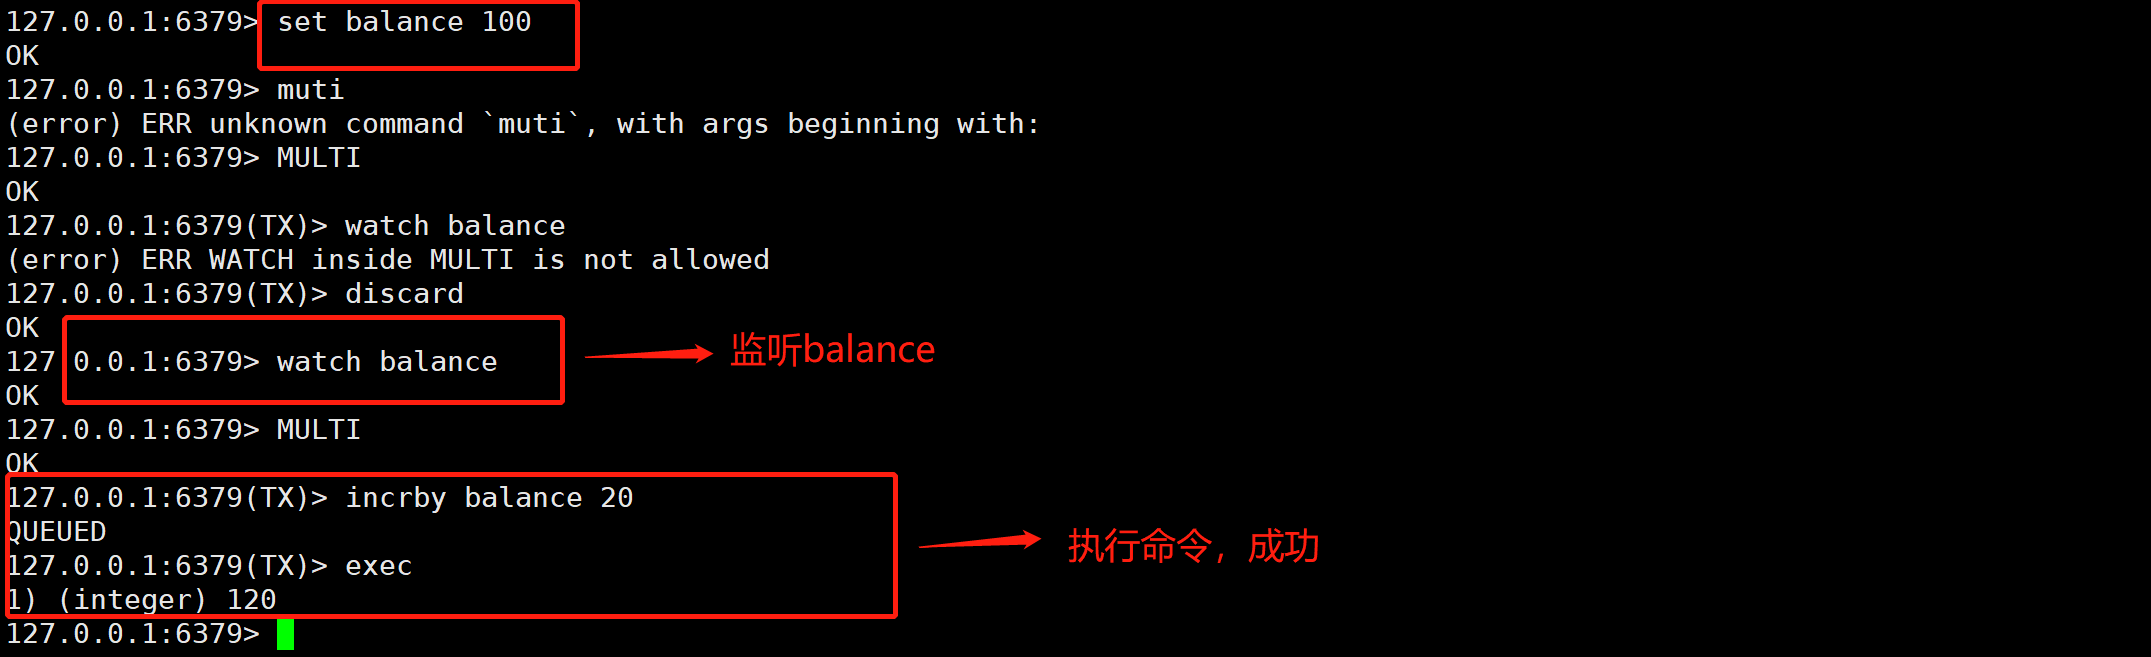 127.0.0.1:6379> set balance 100
OK
127.0.0.1:6379> muti
(error) ERR unknown command `muti`, with args beginning with:
127.0.0.1:6379> MULTI
OK
127.0.0.1:6379(TX)> watch balance
(error) ERR WATCH inside MULTI is not allowed
127.0.0.1:6379(TX)> discard
OK
127.0.0.1:6379> watch balance
监听balance
OK
127.0.0.1:6379> MULTI
OK
127.0.0.1:6379(TX)> incrby balance 20
QUEUED
执行命令，成功
127.0.0.1:6379(TX)> exec
1) (integer) 120
127.0.0.1:6379>